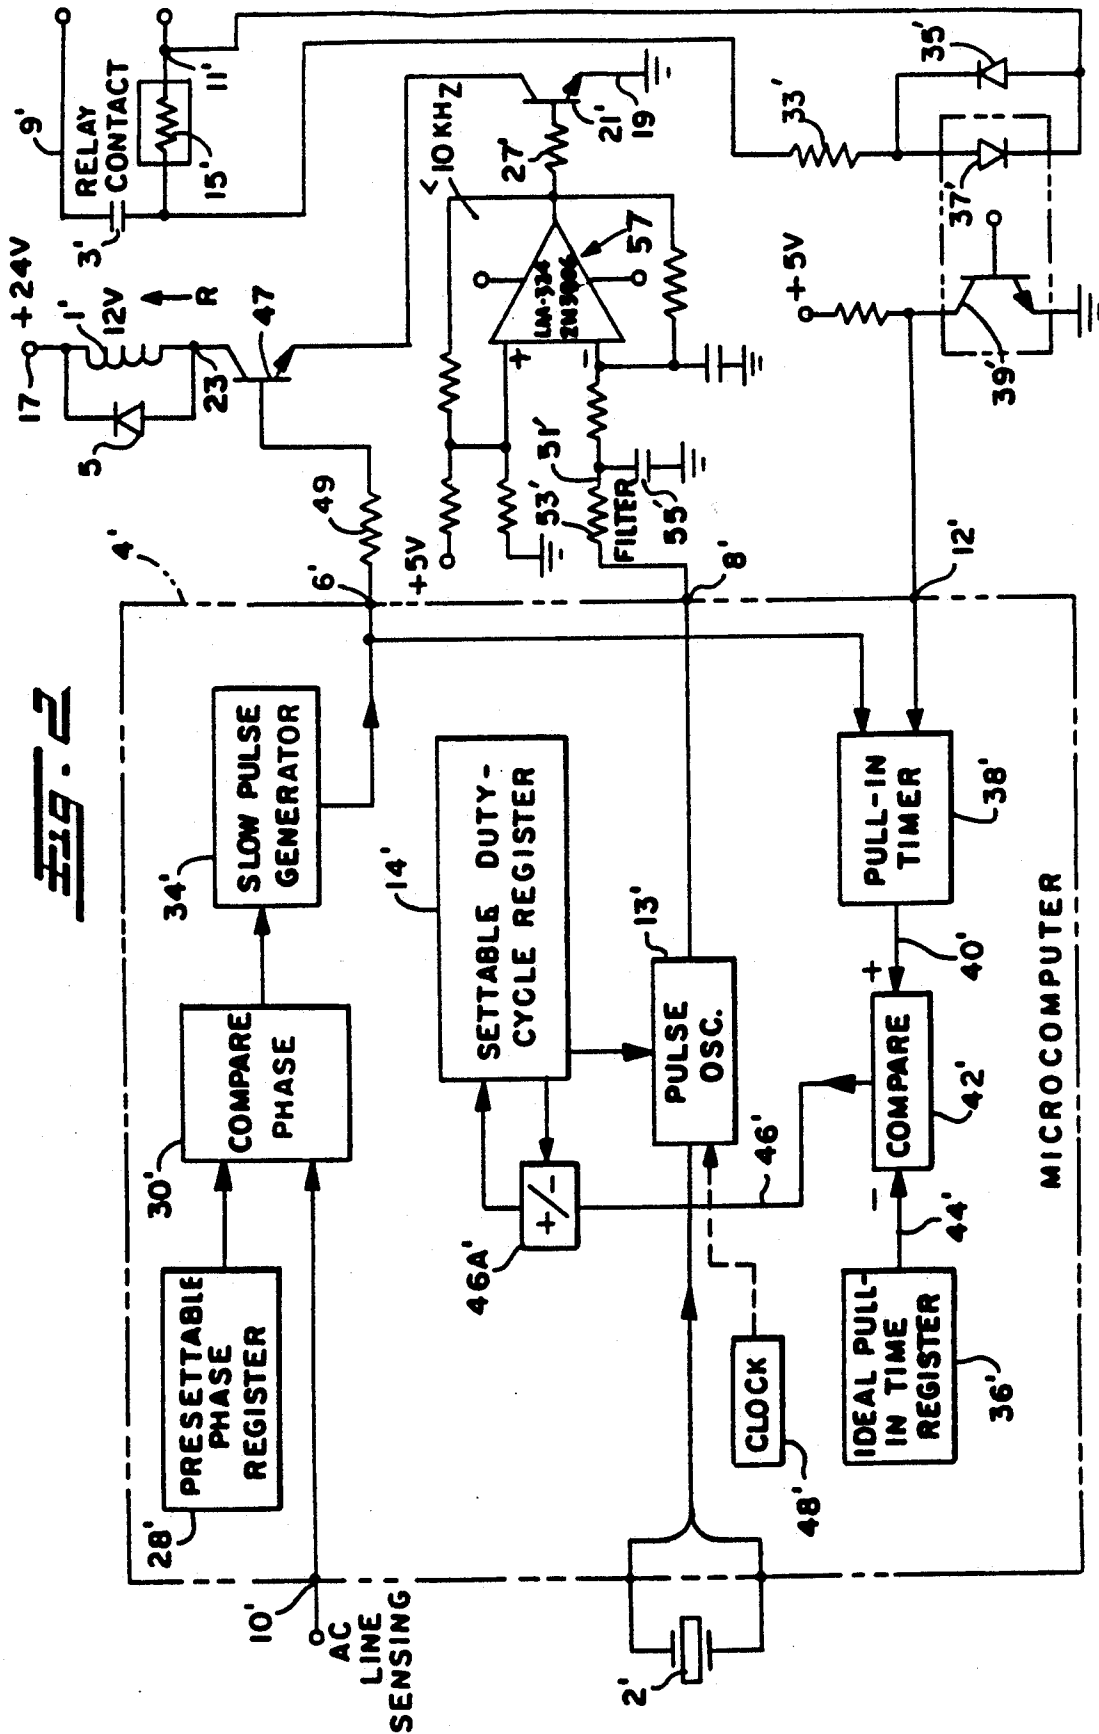 Fig. 2
4'
28'
PRESETTABLE
PHASE
REGISTER
30'
COMPARE
PHASE
34'
SLOW PULSE
GENERATOR
6'
49
10'
AC
LINE
SENSING
14'
SETTABLE DUTY-
CYCLE REGISTER
46A'
+/-
13'
PULSE
OSC.
46'
2'
CLOCK
48'
8'
IDEAL PULL-
IN TIME
REGISTER
36'
44'
-
COMPARE
42'
+
40'
PULL-IN
TIMER
38'
12'
MICROCOMPUTER
17
+24V
5
1'
12V
R
23
47
9'
3'
RELAY
CONTACT
15'
11'
+5V
<10 KHZ
53'
51'
FILTER
55'
+
-
57
27'
21'
19
+5V
39'
33'
37'
35'